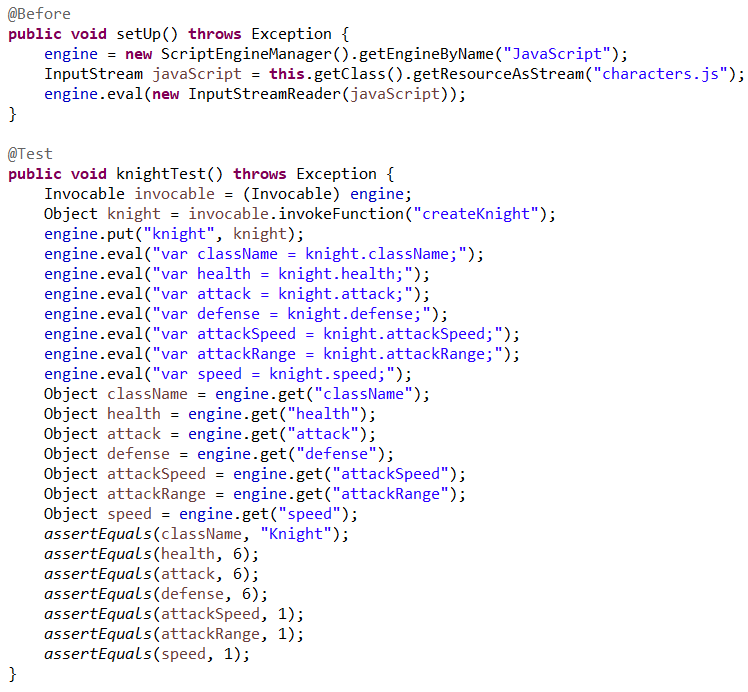 @Before
public void setUp() throws Exception {
    engine = new ScriptEngineManager().getEngineByName("JavaScript");
    InputStream javaScript = this.getClass().getResourceAsStream("characters.js");
    engine.eval(new InputStreamReader(javaScript));
}

@Test
public void knightTest() throws Exception {
    Invocable invocable = (Invocable) engine;
    Object knight = invocable.invokeFunction("createKnight");
    engine.put("knight", knight);
    engine.eval("var className = knight.className;");
    engine.eval("var health = knight.health;");
    engine.eval("var attack = knight.attack;");
    engine.eval("var defense = knight.defense;");
    engine.eval("var attackSpeed = knight.attackSpeed;");
    engine.eval("var attackRange = knight.attackRange;");
    engine.eval("var speed = knight.speed;");
    Object className = engine.get("className");
    Object health = engine.get("health");
    Object attack = engine.get("attack");
    Object defense = engine.get("defense");
    Object attackSpeed = engine.get("attackSpeed");
    Object attackRange = engine.get("attackRange");
    Object speed = engine.get("speed");
    assertEquals(className, "Knight");
    assertEquals(health, 6);
    assertEquals(attack, 6);
    assertEquals(defense, 6);
    assertEquals(attackSpeed, 1);
    assertEquals(attackRange, 1);
    assertEquals(speed, 1);
}